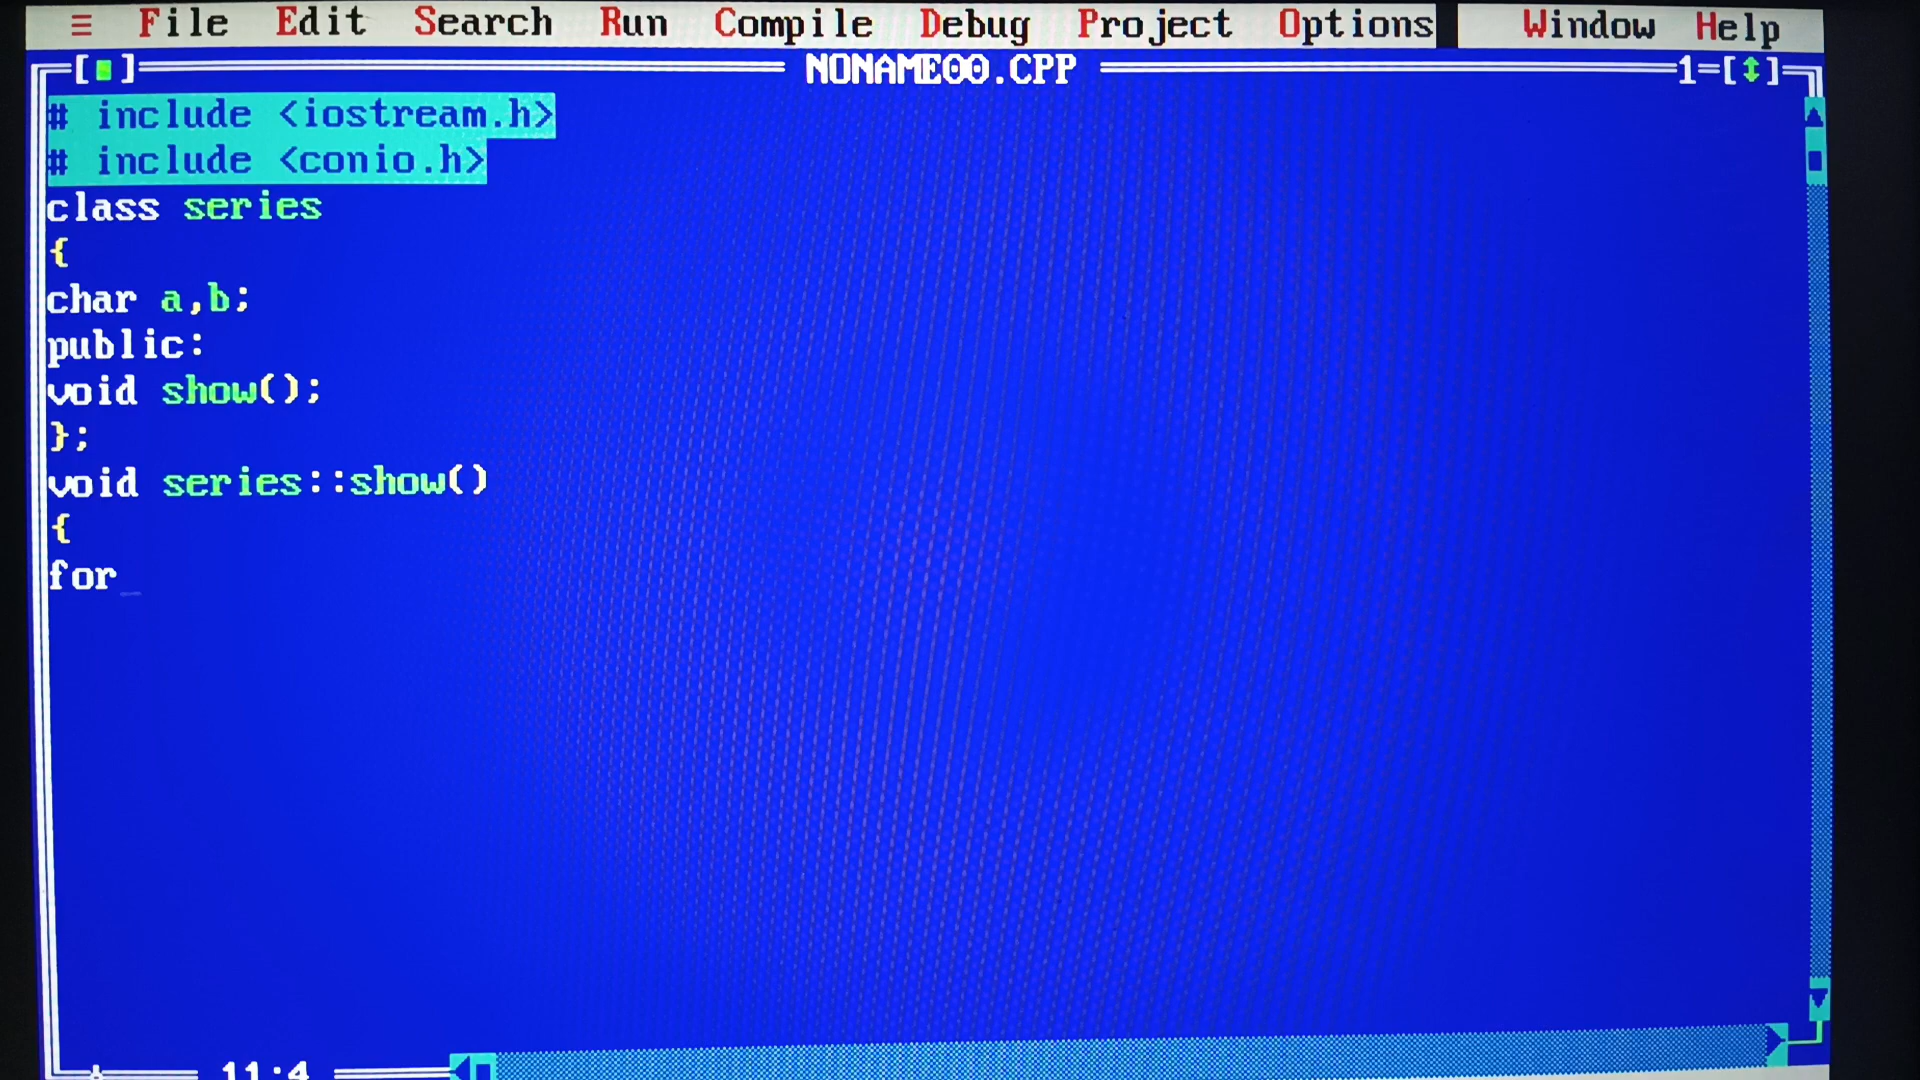 ≡ File Edit Search Run Compile Debug Project Options Window Help
[■] NONAME00.CPP 1=[↕]
# include <iostream.h>
# include <conio.h>
class series
{
char a,b;
public:
void show();
};
void series::show()
{
for_
11:4